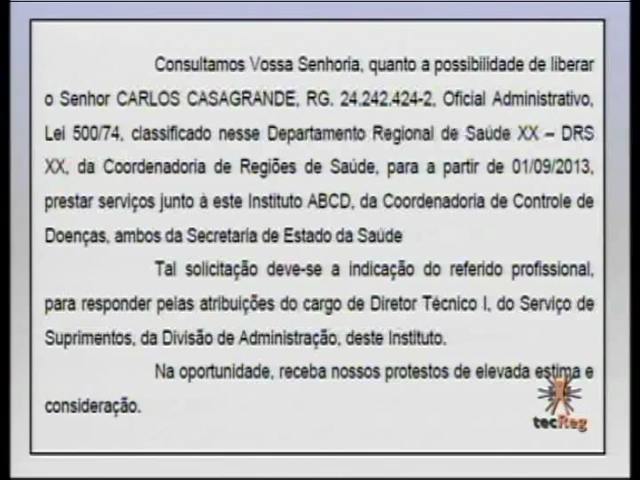 Consultamos Vossa Senhoria, quanto a possibilidade de liberar
o Senhor CARLOS CASAGRANDE, RG. 24.242.424-2, Oficial Administrativo,
Lei 500/74, classificado nesse Departamento Regional de Saúde XX – DRS
XX, da Coordenadoria de Regiões de Saúde, para a partir de 01/09/2013,
prestar serviços junto à este Instituto ABCD, da Coordenadoria de Controle de
Doenças, ambos da Secretaria de Estado da Saúde
Tal solicitação deve-se a indicação do referido profissional,
para responder pelas atribuições do cargo de Diretor Técnico I, do Serviço de
Suprimentos, da Divisão de Administração, deste Instituto.
Na oportunidade, receba nossos protestos de elevada estima e
consideração.
tecReg